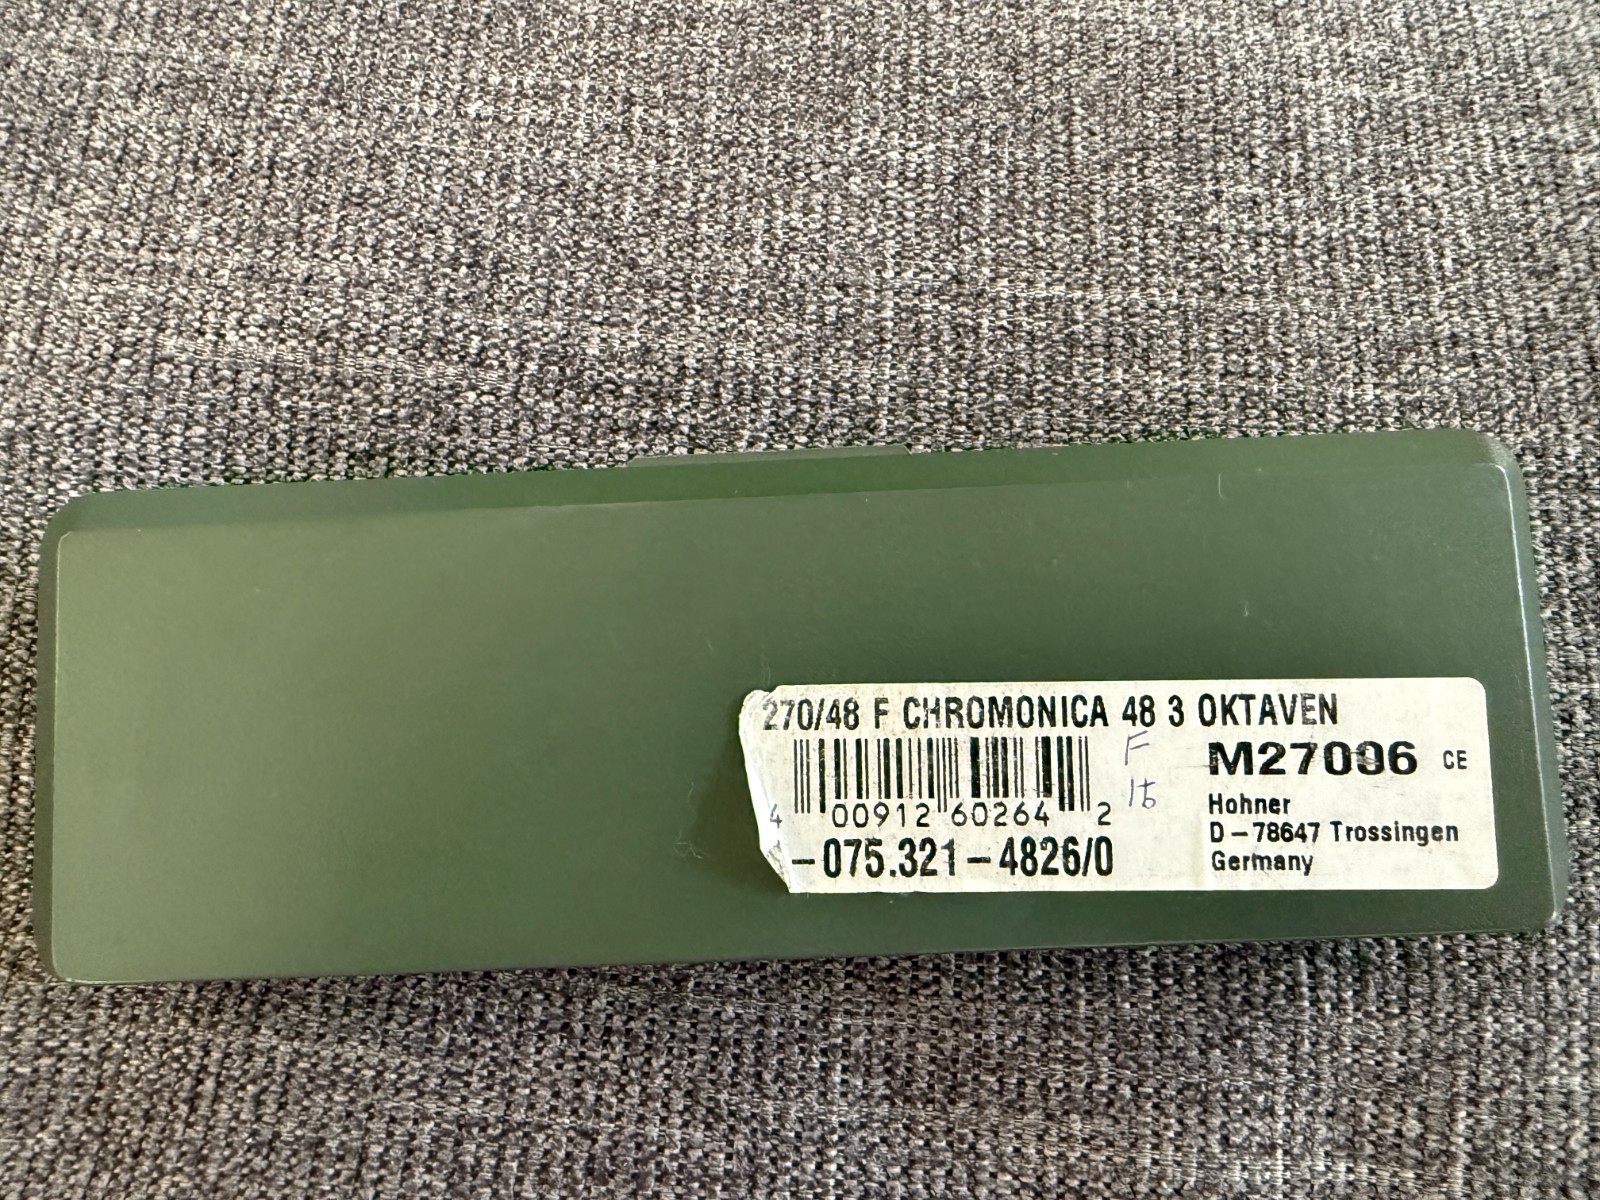 270/48 F CHROMONICA 48 3 OKTAVEN
F
M27006 CE
4 00912 60264 2
Hohner
D-78647 Trossingen
Germany
-075.321-4826/0